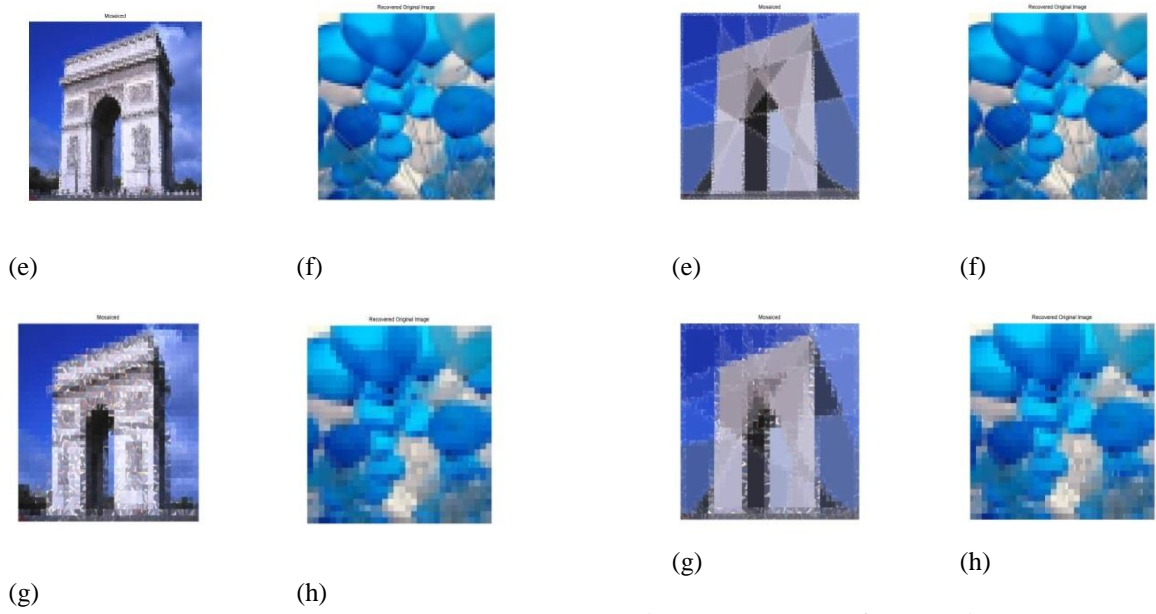 Mosaiced
Recovered Original Image
Mosaiced
Recovered Original Image
(e)
(f)
(e)
(f)
Mosaiced
Recovered Original Image
Mosaiced
Recovered Original Image
(g)
(h)
(g)
(h)